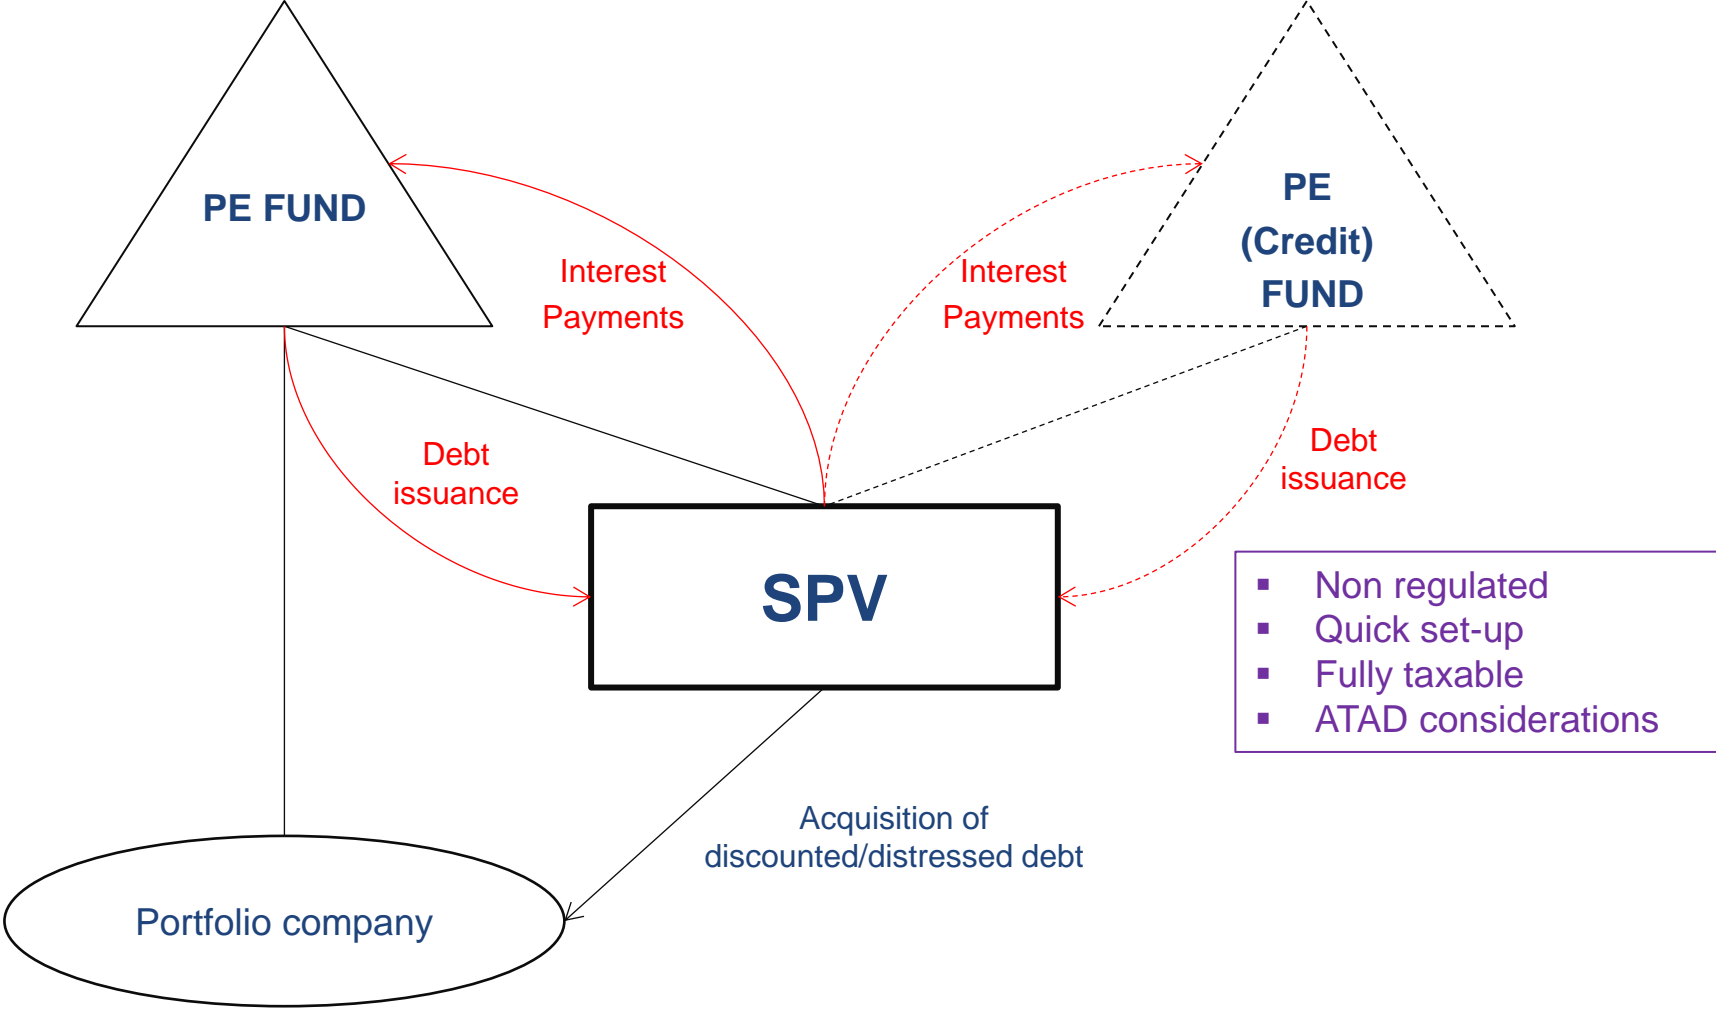 PE FUND
PE
(Credit)
FUND
Interest
Payments
Interest
Payments
Debt
issuance
Debt
issuance
SPV
▪ Non regulated
▪ Quick set-up
▪ Fully taxable
▪ ATAD considerations
Acquisition of
discounted/distressed debt
Portfolio company